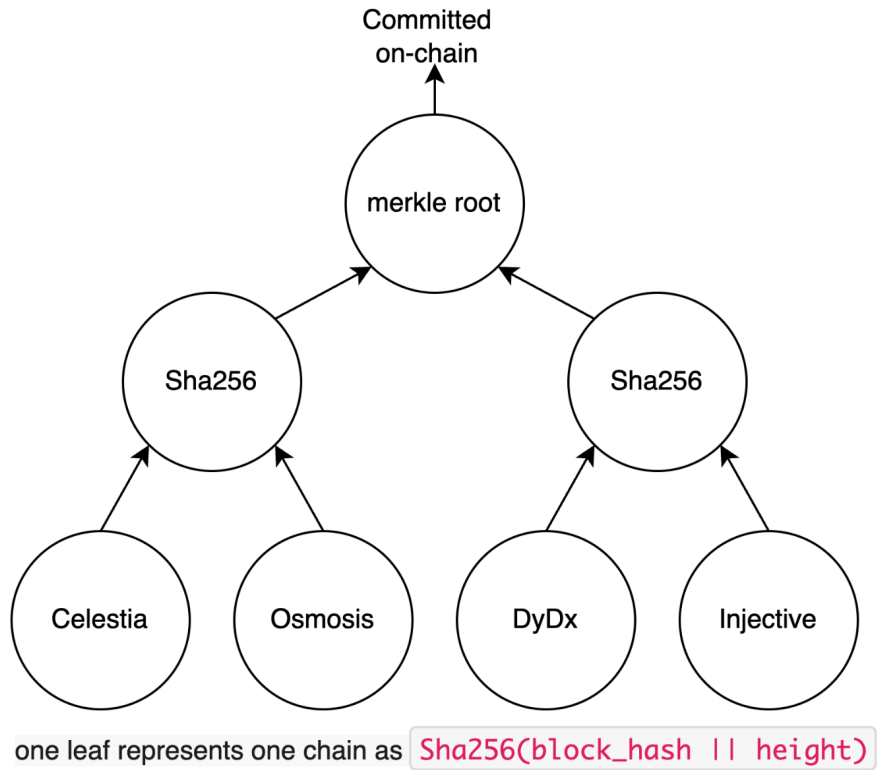 Committed
on-chain
merkle root
Sha256 Sha256
Celestia Osmosis DyDx Injective
one leaf represents one chain as Sha256(block_hash || height)